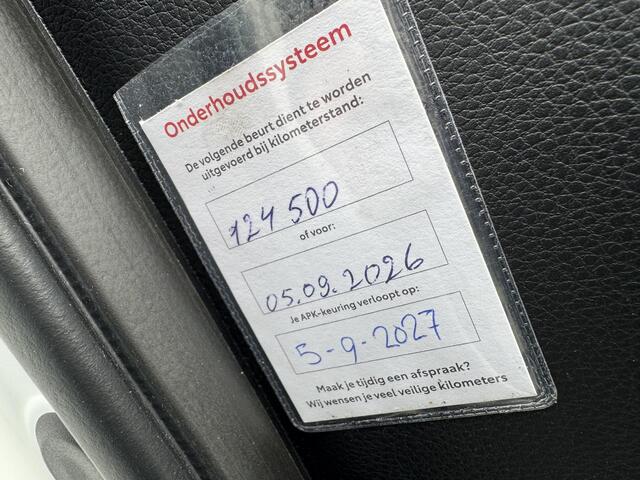 Onderhoudssysteem
De volgende beurt dient te worden
uitgevoerd bij kilometerstand:
124 500
of voor:
05.09.2026
Je APK-keuring verloopt op:
5-9-2027
Maak je tijdig een afspraak?
Wij wensen je veel veilige kilometers